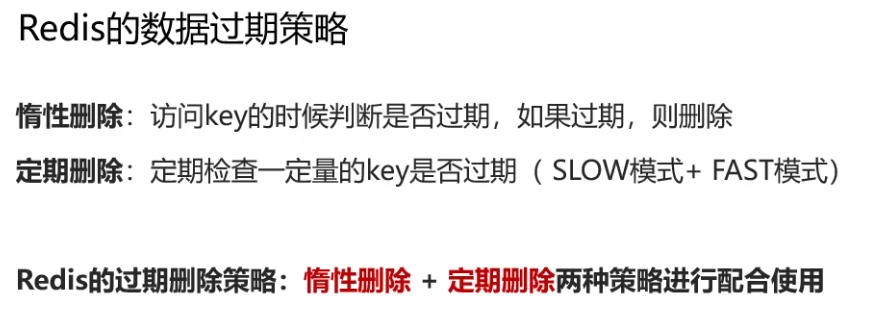 Redis的数据过期策略
惰性删除：访问key的时候判断是否过期，如果过期，则删除
定期删除：定期检查一定量的key是否过期（ SLOW模式+ FAST模式）
Redis的过期删除策略：惰性删除 + 定期删除两种策略进行配合使用